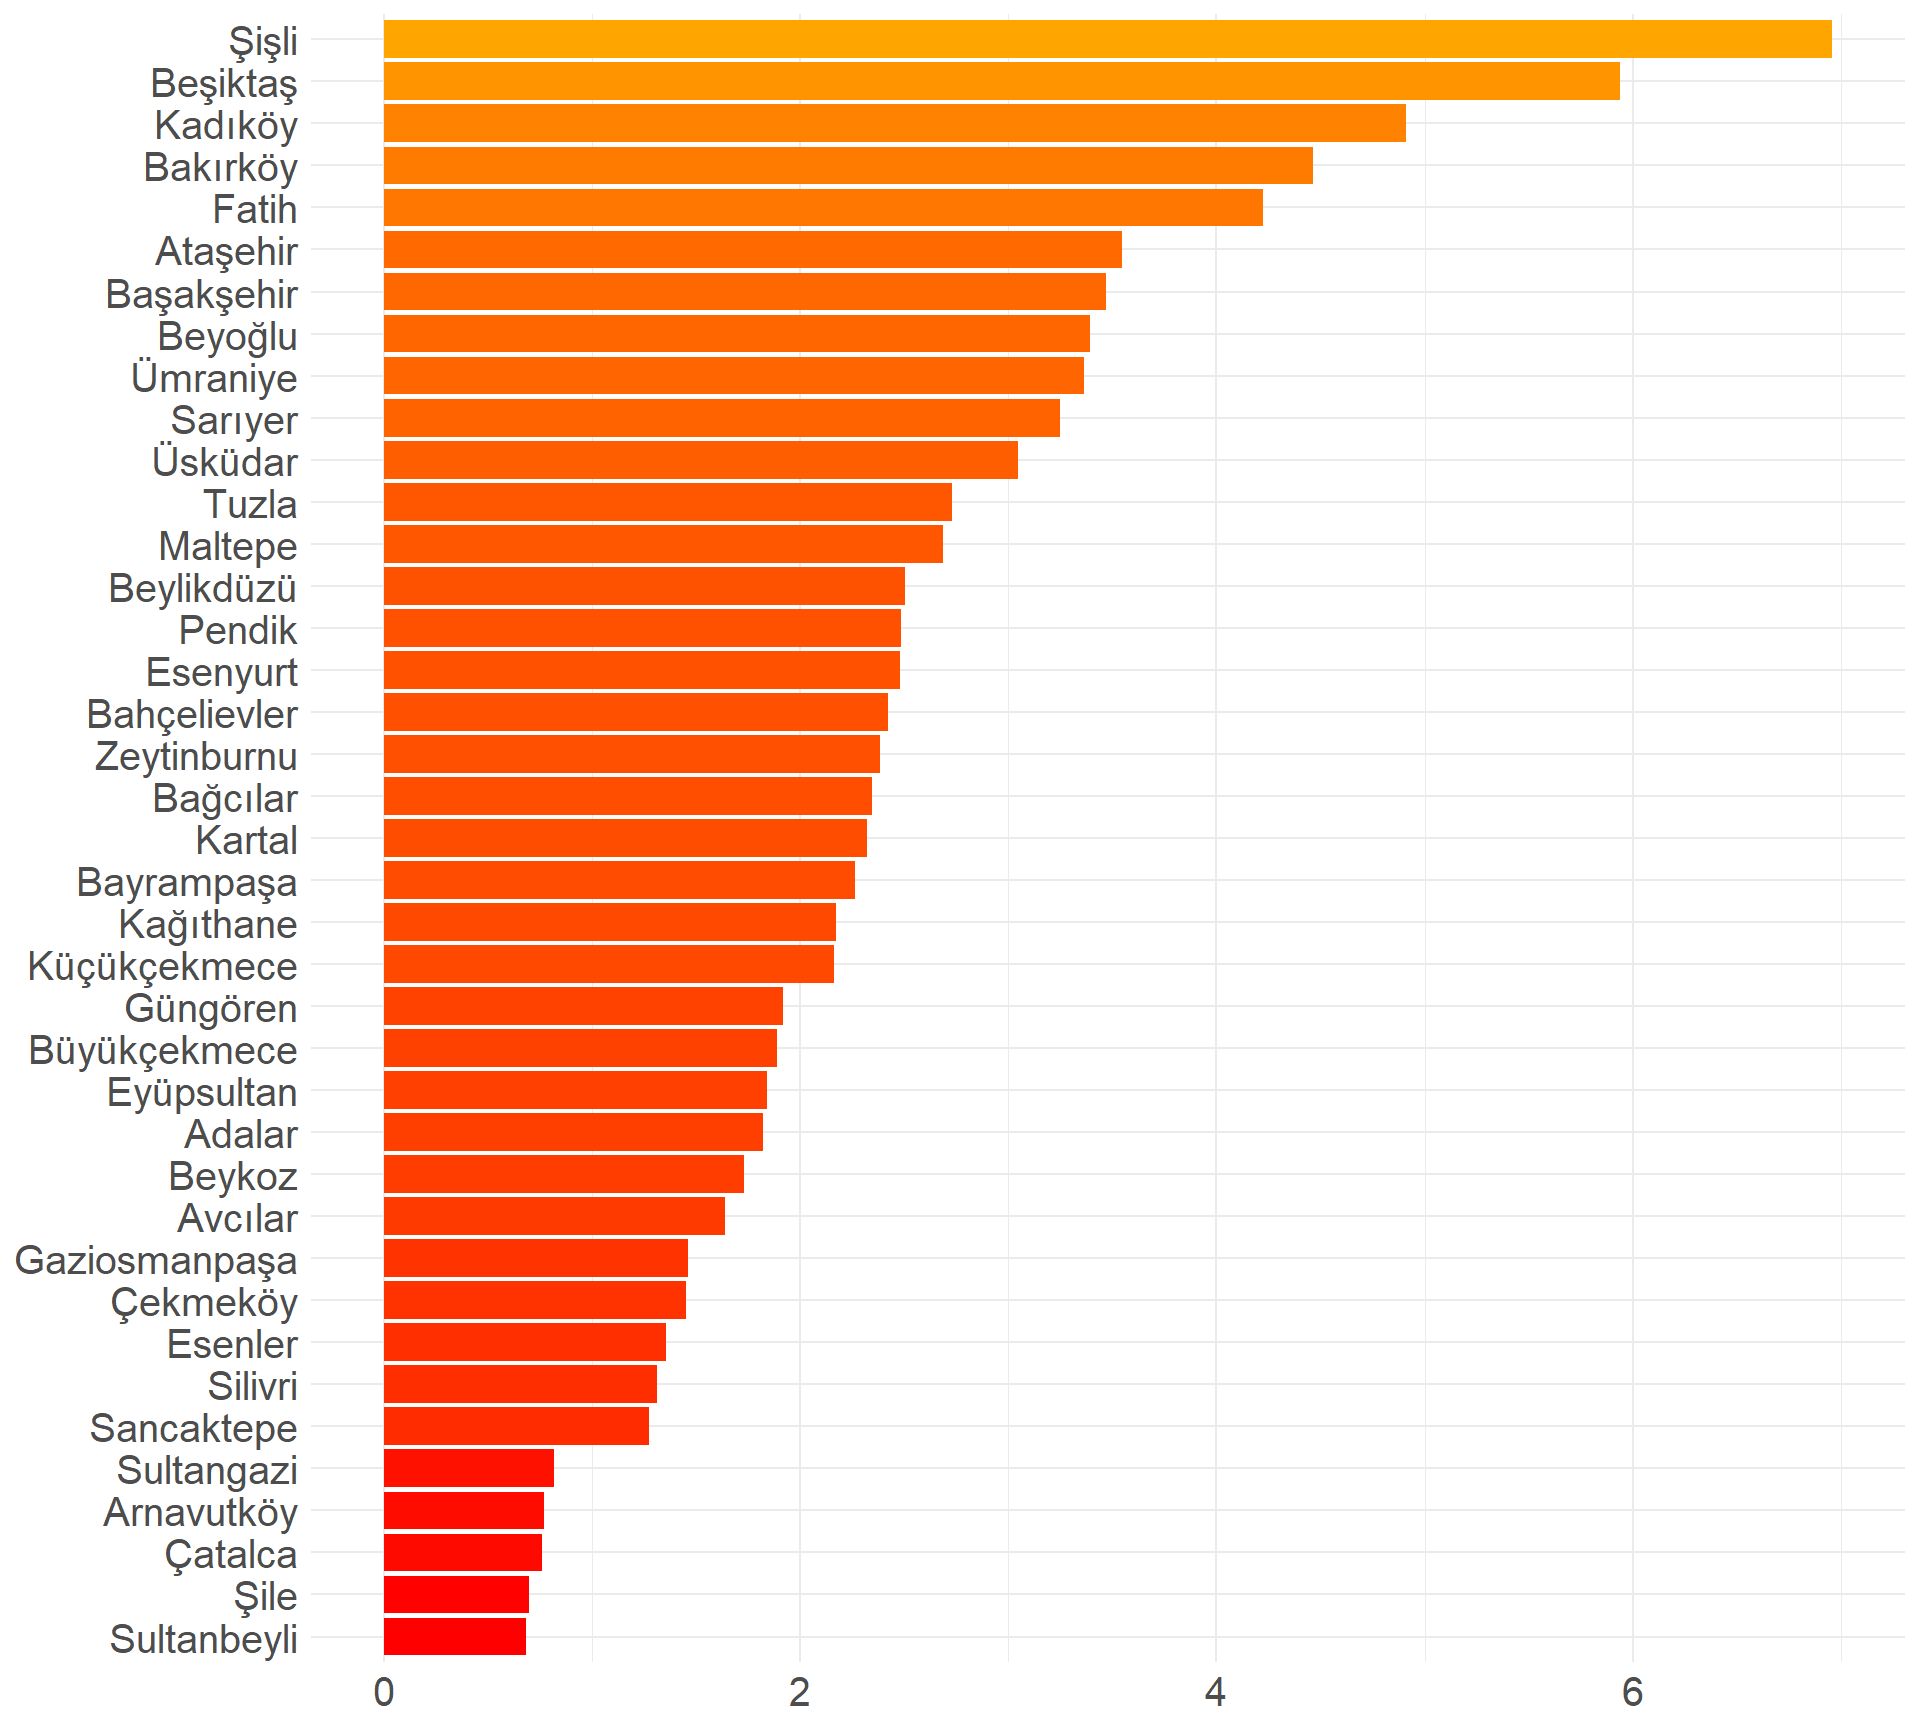 Şişli
Beşiktaş
Kadıköy
Bakırköy
Fatih
Ataşehir
Başakşehir
Beyoğlu
Ümraniye
Sarıyer
Üsküdar
Tuzla
Maltepe
Beylikdüzü
Pendik
Esenyurt
Bahçelievler
Zeytinburnu
Bağcılar
Kartal
Bayrampaşa
Kağıthane
Küçükçekmece
Güngören
Büyükçekmece
Eyüpsultan
Adalar
Beykoz
Avcılar
Gaziosmanpaşa
Çekmeköy
Esenler
Silivri
Sancaktepe
Sultangazi
Arnavutköy
Çatalca
Şile
Sultanbeyli
0 2 4 6